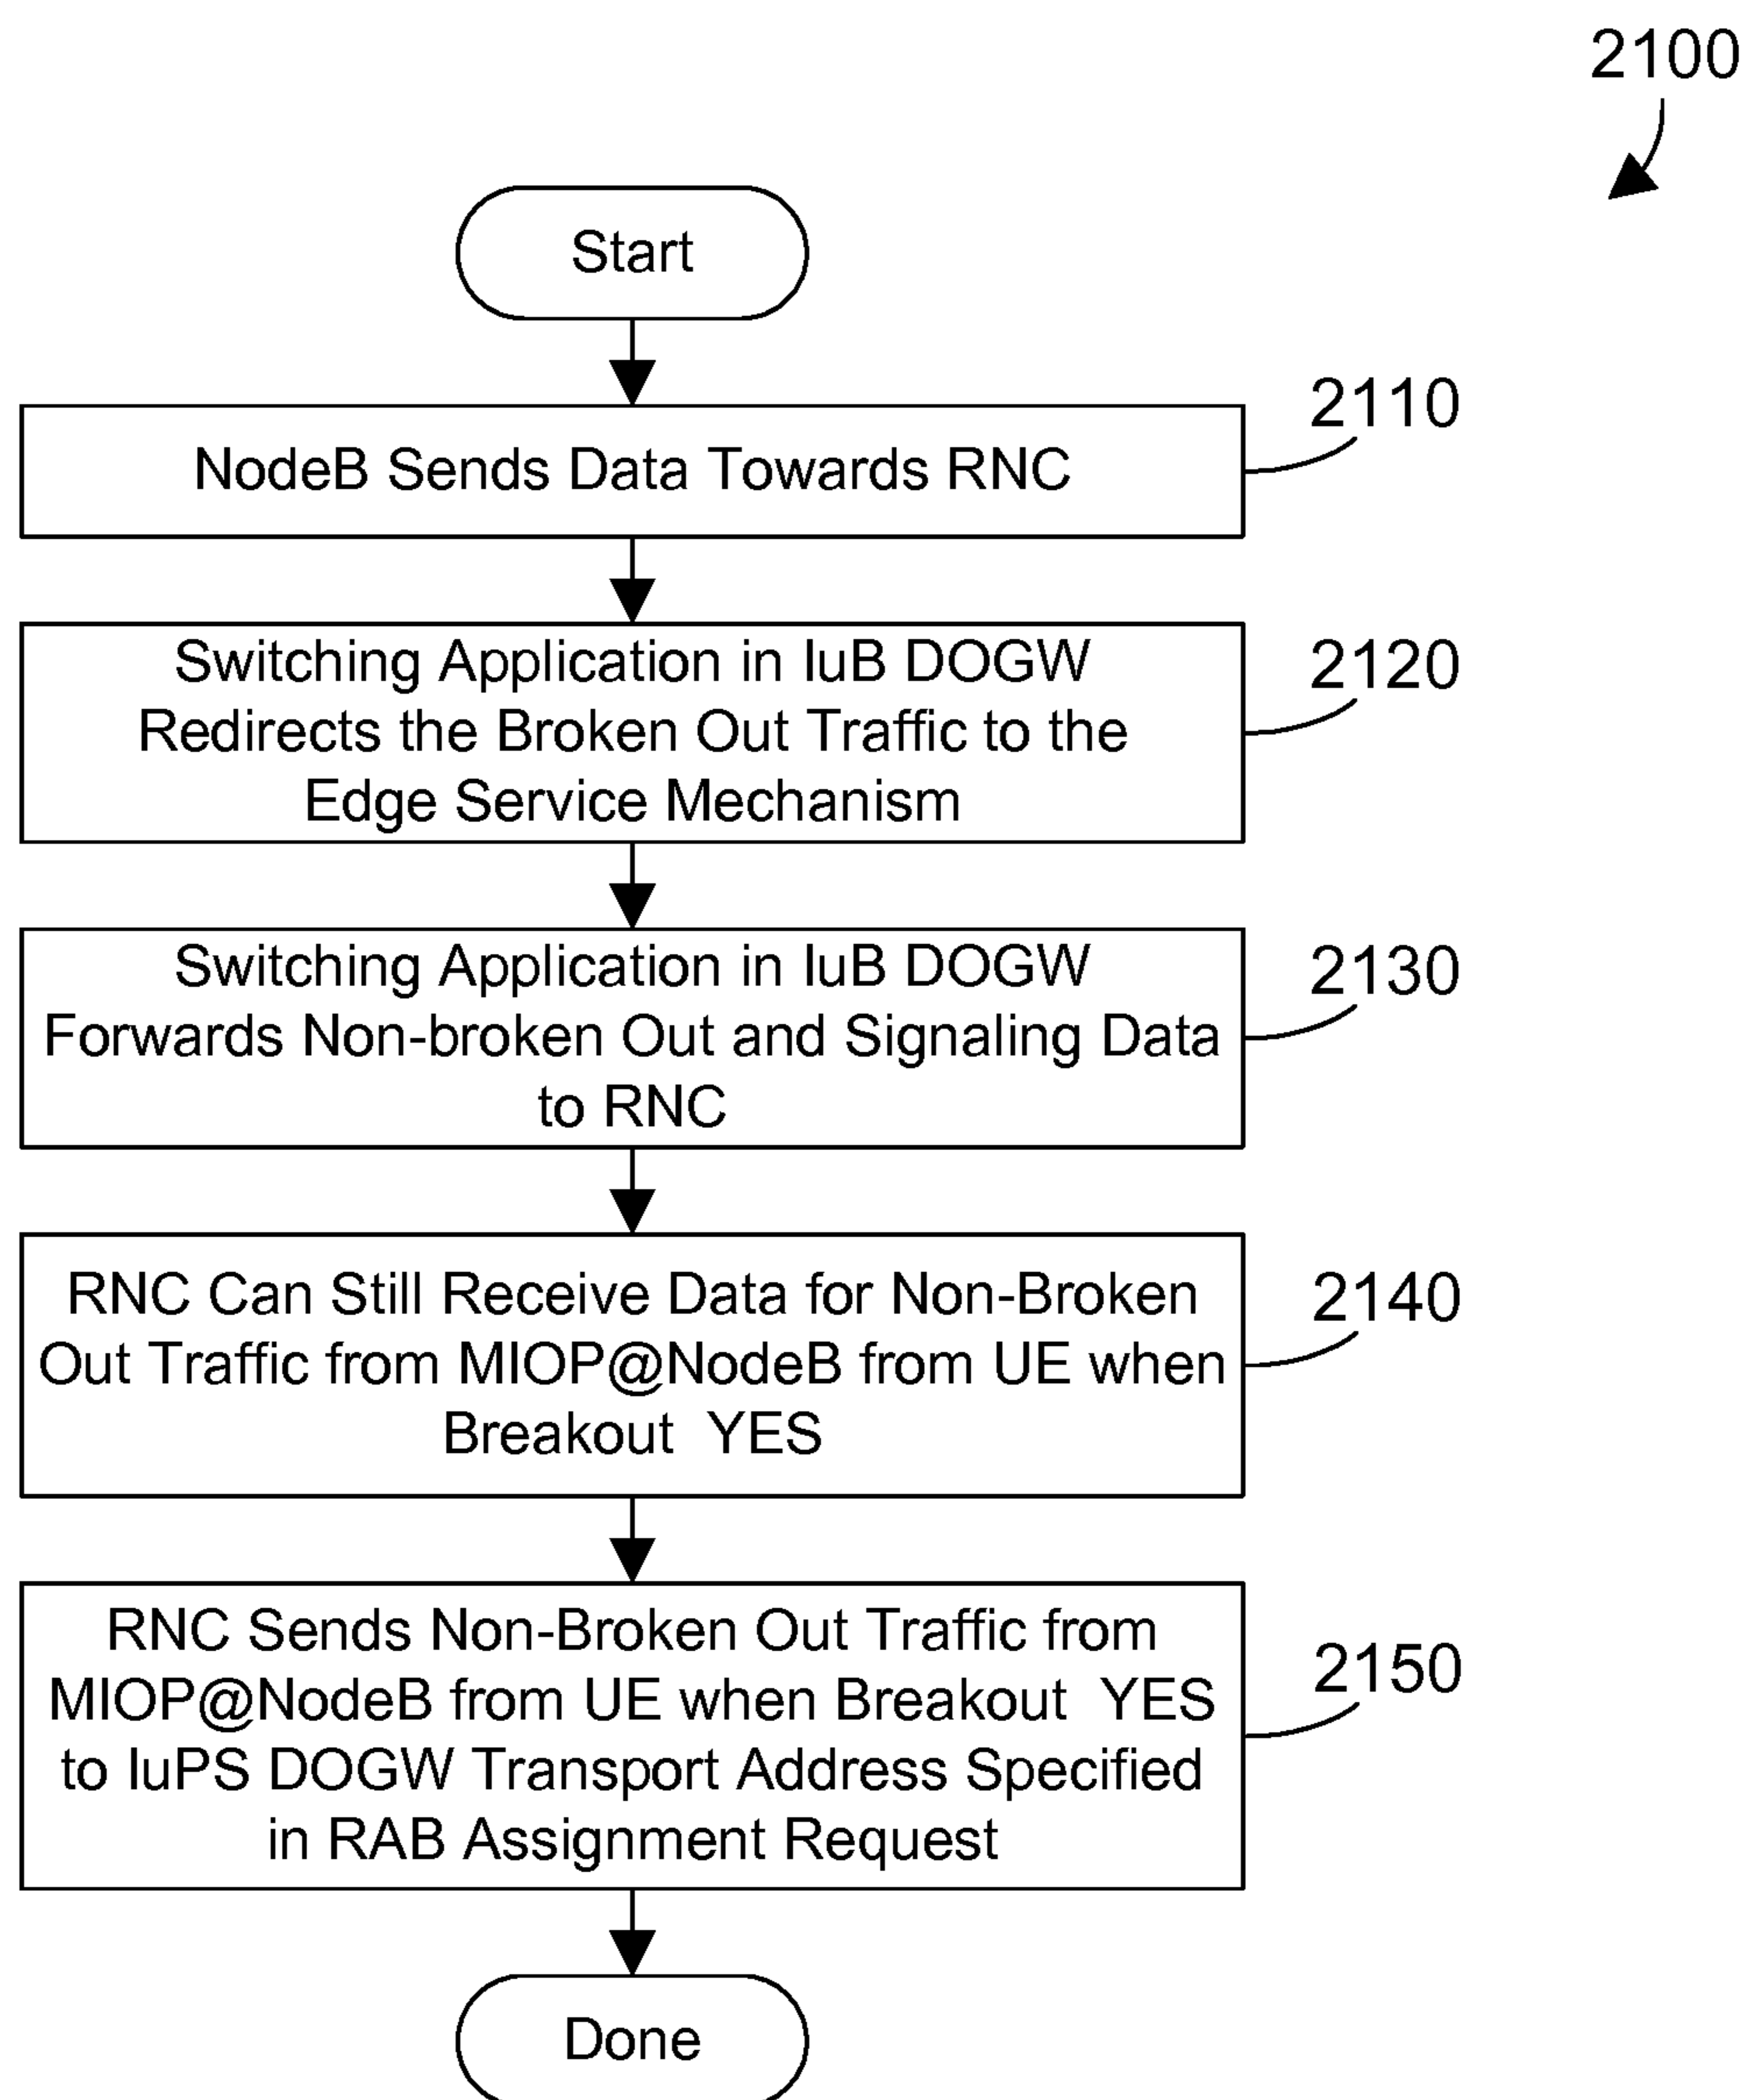 2100
Start
NodeB Sends Data Towards RNC
2110
Switching Application in IuB DOGW
Redirects the Broken Out Traffic to the
Edge Service Mechanism
2120
Switching Application in IuB DOGW
Forwards Non-broken Out and Signaling Data
to RNC
2130
RNC Can Still Receive Data for Non-Broken
Out Traffic from MIOP@NodeB from UE when
Breakout  YES
2140
RNC Sends Non-Broken Out Traffic from
MIOP@NodeB from UE when Breakout  YES
to IuPS DOGW Transport Address Specified
in RAB Assignment Request
2150
Done